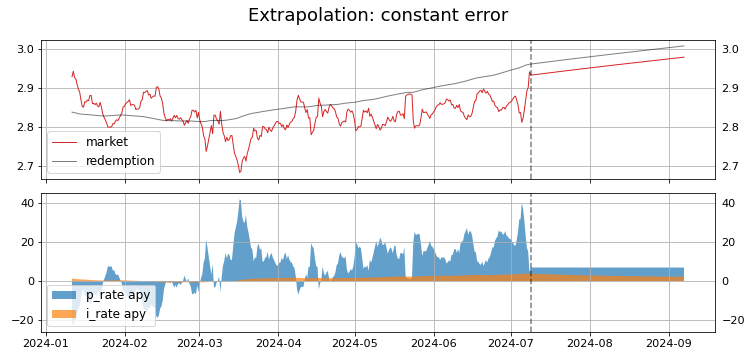 Extrapolation: constant error
3.0 3.0
2.9 2.9
2.8 2.8
2.7 2.7
market
redemption
40 40
20 20
0 0
−20 −20
p_rate apy
i_rate apy
2024-01 2024-02 2024-03 2024-04 2024-05 2024-06 2024-07 2024-08 2024-09